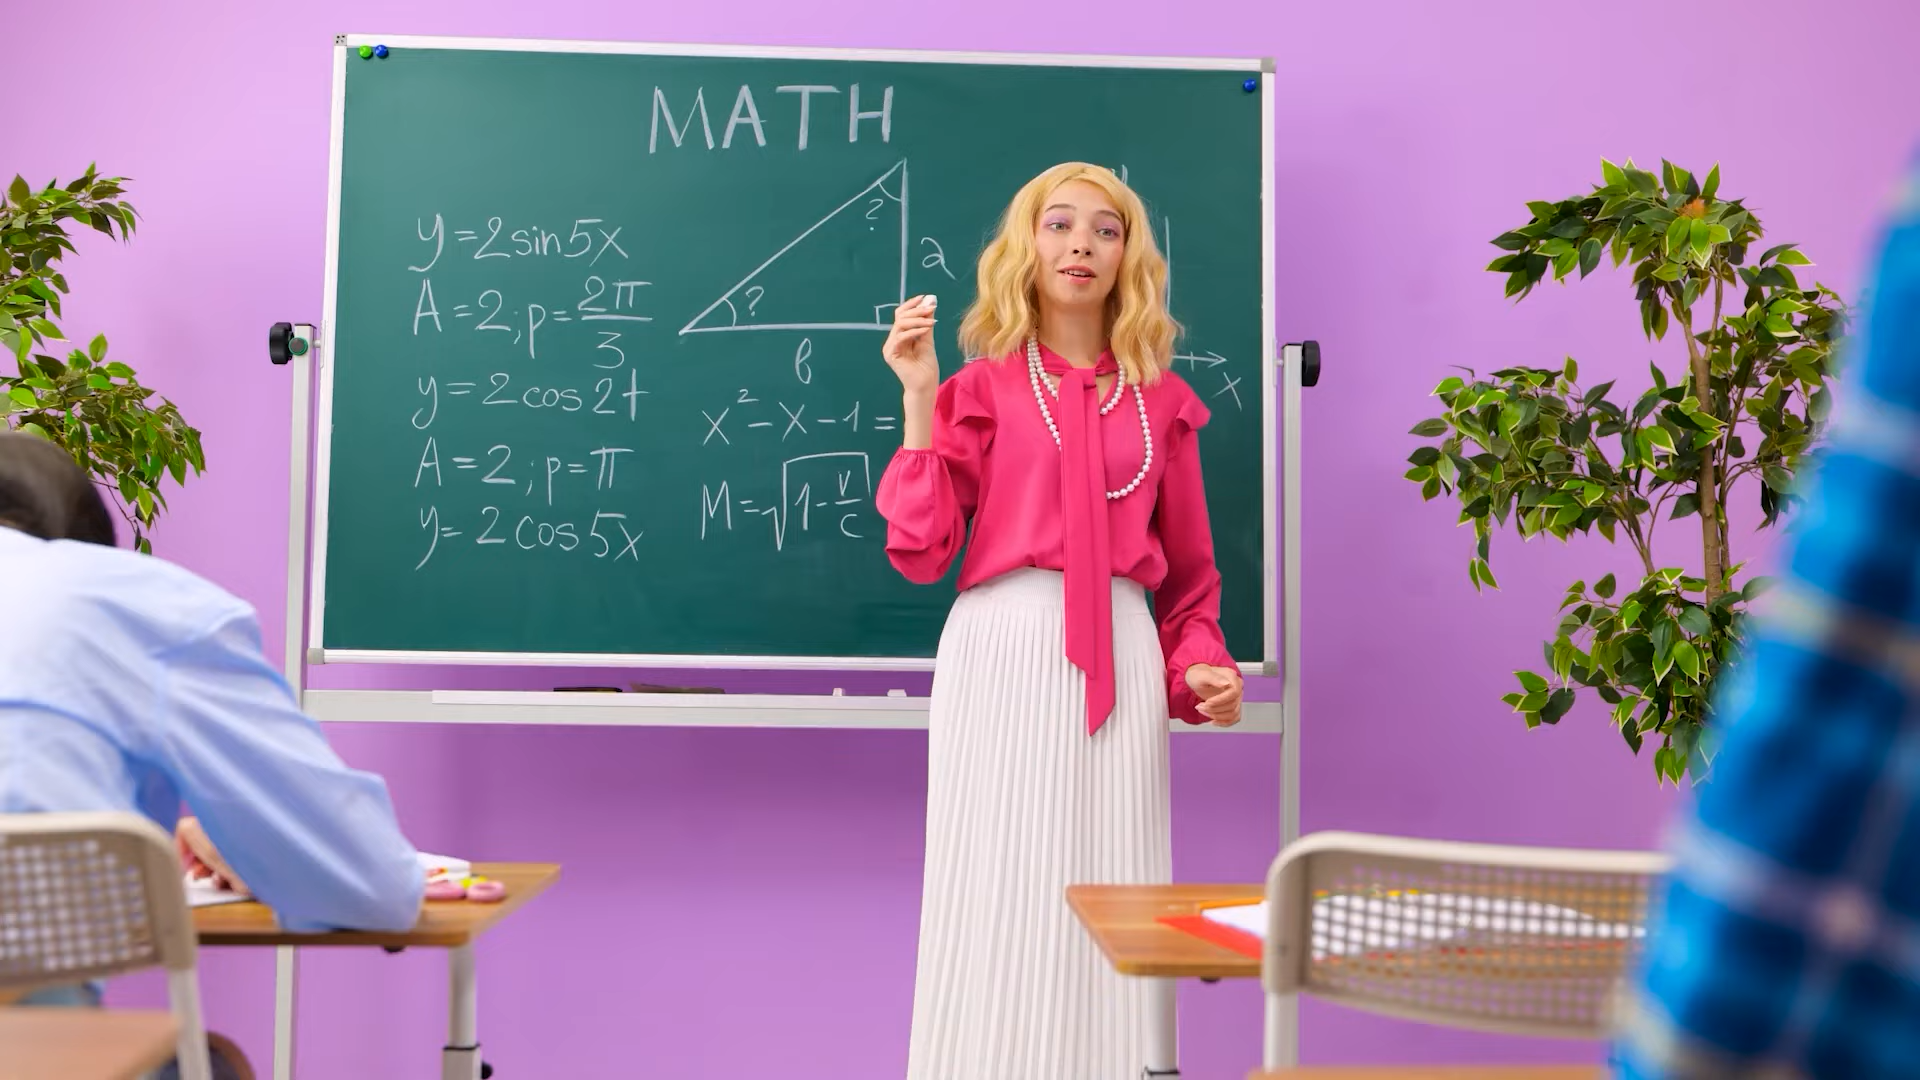 MATH
y=2sin5x
A=2;p=2π/3
y=2cos2t
A=2;p=π
y=2cos5x
?
?
a
b
x²-x-1=
M=√1-v/c
y
x